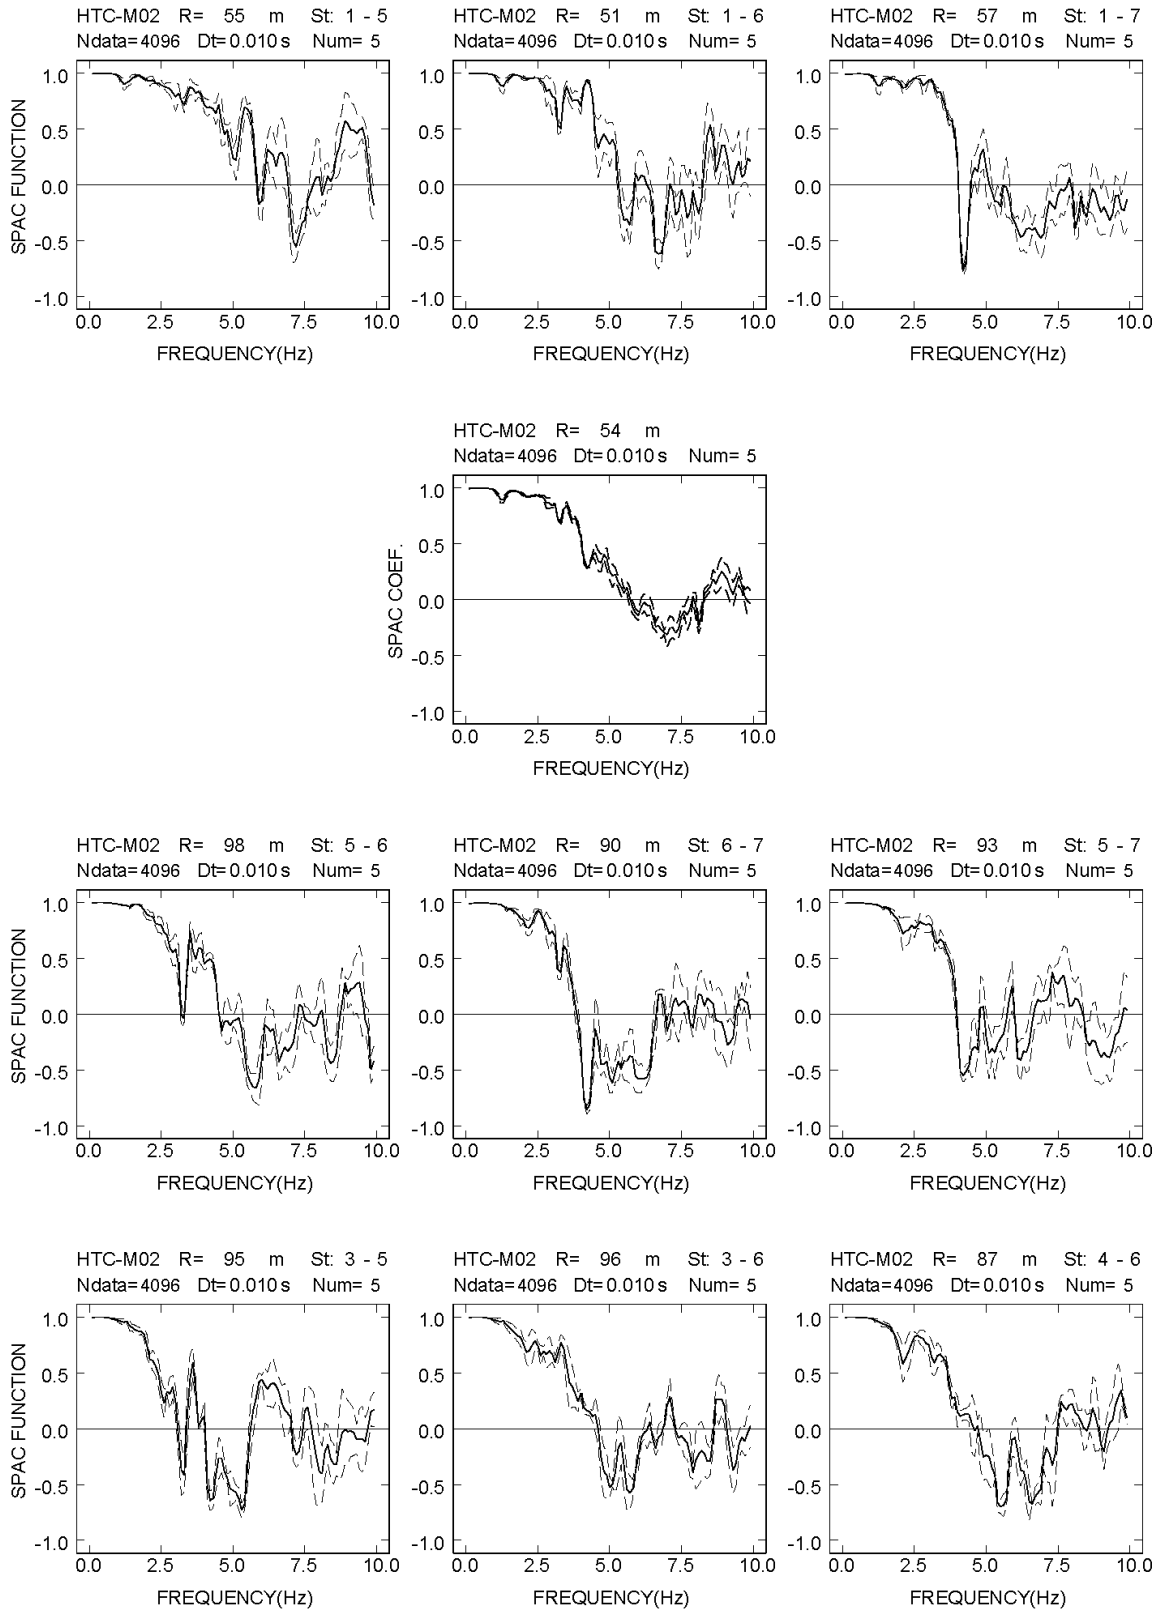 HTC-M02 R= 55 m St: 1 - 5
Ndata=4096 Dt=0.010 s Num= 5
HTC-M02 R= 51 m St: 1 - 6
Ndata=4096 Dt=0.010 s Num= 5
HTC-M02 R= 57 m St: 1 - 7
Ndata=4096 Dt=0.010 s Num= 5
SPAC FUNCTION
1.0 1.0 1.0
0.5 0.5 0.5
0.0 0.0 0.0
-0.5 -0.5 -0.5
-1.0 -1.0 -1.0
0.0 2.5 5.0 7.5 10.0 0.0 2.5 5.0 7.5 10.0 0.0 2.5 5.0 7.5 10.0
FREQUENCY(Hz) FREQUENCY(Hz) FREQUENCY(Hz)
HTC-M02 R= 54 m
Ndata=4096 Dt=0.010 s Num= 5
SPAC COEF.
1.0
0.5
0.0
-0.5
-1.0
0.0 2.5 5.0 7.5 10.0
FREQUENCY(Hz)
HTC-M02 R= 98 m St: 5 - 6
Ndata=4096 Dt=0.010 s Num= 5
HTC-M02 R= 90 m St: 6 - 7
Ndata=4096 Dt=0.010 s Num= 5
HTC-M02 R= 93 m St: 5 - 7
Ndata=4096 Dt=0.010 s Num= 5
SPAC FUNCTION
1.0 1.0 1.0
0.5 0.5 0.5
0.0 0.0 0.0
-0.5 -0.5 -0.5
-1.0 -1.0 -1.0
0.0 2.5 5.0 7.5 10.0 0.0 2.5 5.0 7.5 10.0 0.0 2.5 5.0 7.5 10.0
FREQUENCY(Hz) FREQUENCY(Hz) FREQUENCY(Hz)
HTC-M02 R= 95 m St: 3 - 5
Ndata=4096 Dt=0.010 s Num= 5
HTC-M02 R= 96 m St: 3 - 6
Ndata=4096 Dt=0.010 s Num= 5
HTC-M02 R= 87 m St: 4 - 6
Ndata=4096 Dt=0.010 s Num= 5
SPAC FUNCTION
1.0 1.0 1.0
0.5 0.5 0.5
0.0 0.0 0.0
-0.5 -0.5 -0.5
-1.0 -1.0 -1.0
0.0 2.5 5.0 7.5 10.0 0.0 2.5 5.0 7.5 10.0 0.0 2.5 5.0 7.5 10.0
FREQUENCY(Hz) FREQUENCY(Hz) FREQUENCY(Hz)